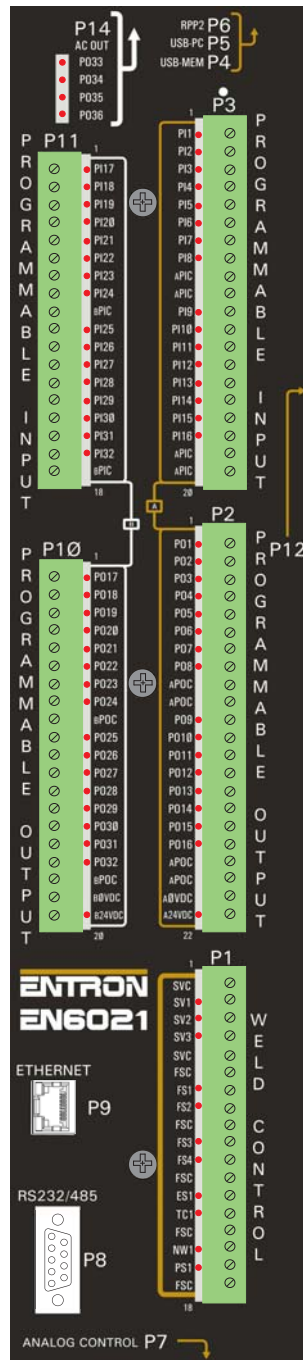 P14
AC OUT
PO33
PO34
PO35
PO36
RPP2 P6
USB-PC P5
USB-MEM P4
P11
PROGRAMMABLE INPUT
1
PI17
PI18
PI19
PI20
PI21
PI22
PI23
PI24
BPIC
PI25
PI26
PI27
PI28
PI29
PI30
PI31
PI32
BPIC
18
P3
PROGRAMMABLE INPUT
1
PI1
PI2
PI3
PI4
PI5
PI6
PI7
PI8
APIC
APIC
PI9
PI10
PI11
PI12
PI13
PI14
PI15
PI16
APIC
APIC
20
B
A
P12
P10
PROGRAMMABLE OUTPUT
1
PO17
PO18
PO19
PO20
PO21
PO22
PO23
PO24
BPOC
PO25
PO26
PO27
PO28
PO29
PO30
PO31
PO32
BPOC
BØVDC
B24VDC
20
P2
PROGRAMMABLE OUTPUT
1
PO1
PO2
PO3
PO4
PO5
PO6
PO7
PO8
APOC
APOC
PO9
PO10
PO11
PO12
PO13
PO14
PO15
PO16
APOC
APOC
AØVDC
A24VDC
22
ENTRON
EN6021
ETHERNET
P9
RS232/485
P8
P1
WELD CONTROL
1
SVC
SV1
SV2
SV3
SVC
FSC
FS1
FS2
FSC
FS3
FS4
FSC
ES1
TC1
FSC
NW1
PS1
FSC
18
ANALOG CONTROL P7